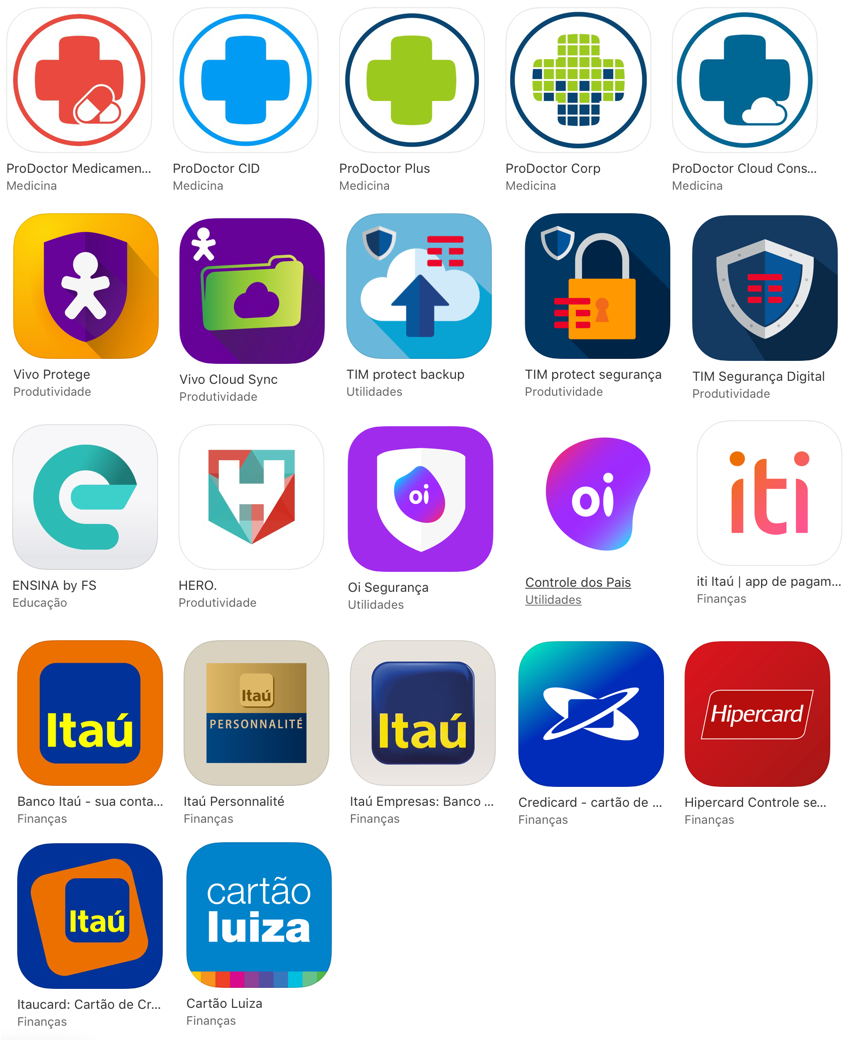 ProDoctor Medicamen...
Medicina
ProDoctor CID
Medicina
ProDoctor Plus
Medicina
ProDoctor Corp
Medicina
ProDoctor Cloud Cons...
Medicina
Vivo Protege
Produtividade
Vivo Cloud Sync
Produtividade
TIM protect backup
Utilidades
TIM protect segurança
Produtividade
TIM Segurança Digital
Produtividade
ENSINA by FS
Educação
H
HERO.
Produtividade
oi
Oi Segurança
Utilidades
oi
Controle dos Pais
Utilidades
iti
iti Itaú | app de pagam...
Finanças
Itaú
Banco Itaú - sua conta...
Finanças
Itaú
PERSONNALITÉ
Itaú Personnalité
Finanças
Itaú
Itaú Empresas: Banco ...
Finanças
Credicard - cartão de ...
Finanças
Hipercard
Hipercard Controle se...
Finanças
Itaú
Itaucard: Cartão de Cr...
Finanças
cartão
luiza
Cartão Luiza
Finanças